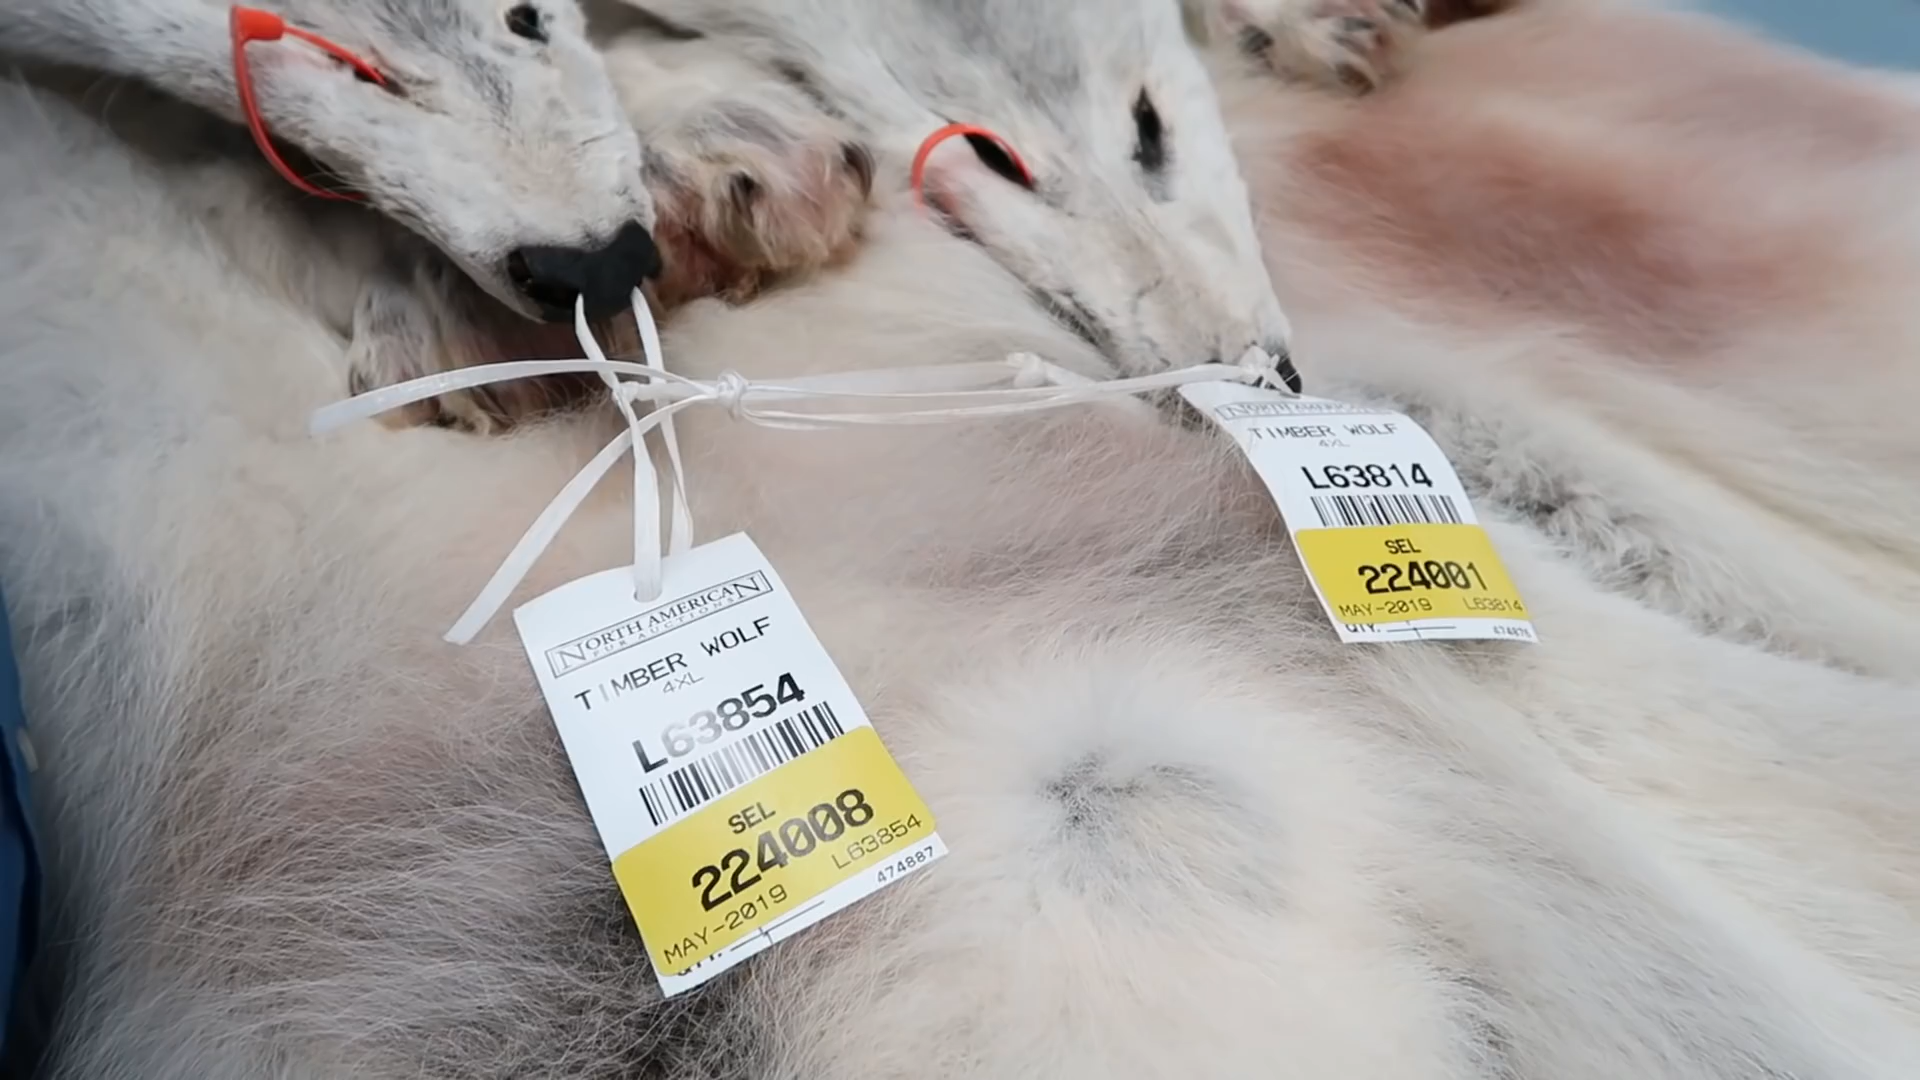 NORTH AMERICAN
FUR AUCTIONS
TIMBER WOLF
4XL
L63854
SEL
224008
MAY-2019 L63854
474887
NORTH AMERICAN
TIMBER WOLF
4XL
L63814
SEL
224001
MAY-2019 L63814
QTY.
474876